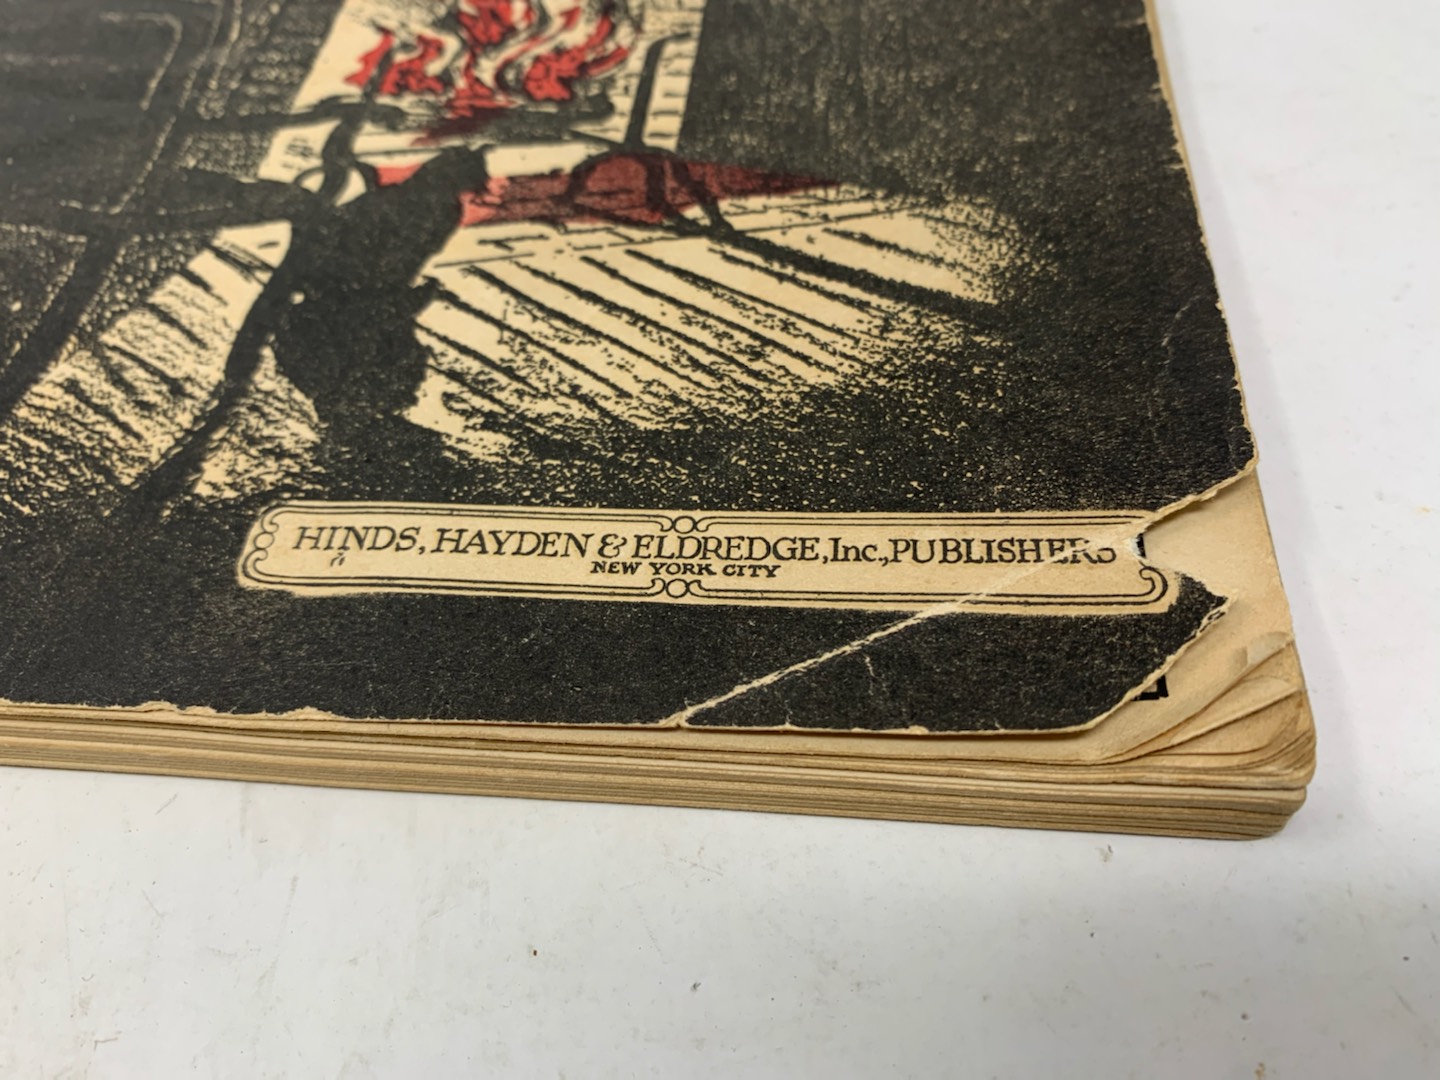 HINDS, HAYDEN & ELDREDGE, Inc., PUBLISHERS
NEW YORK CITY